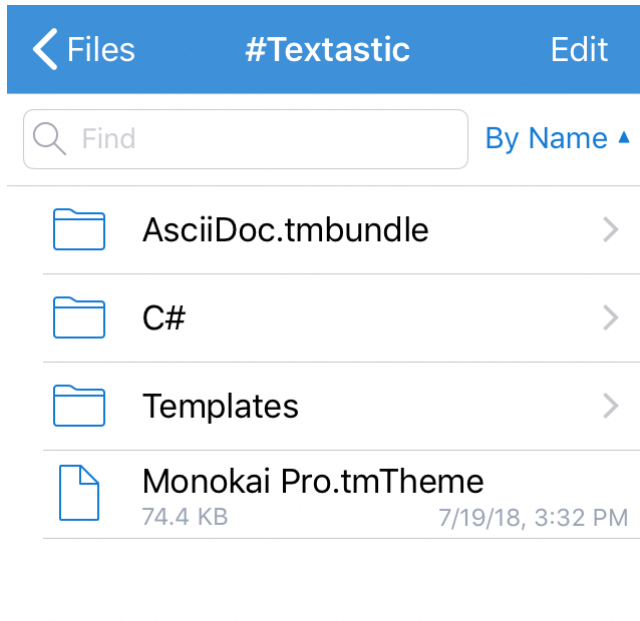 Files
#Textastic
Edit
Find
By Name ▲
AsciiDoc.tmbundle
C#
Templates
Monokai Pro.tmTheme
74.4 KB
7/19/18, 3:32 PM